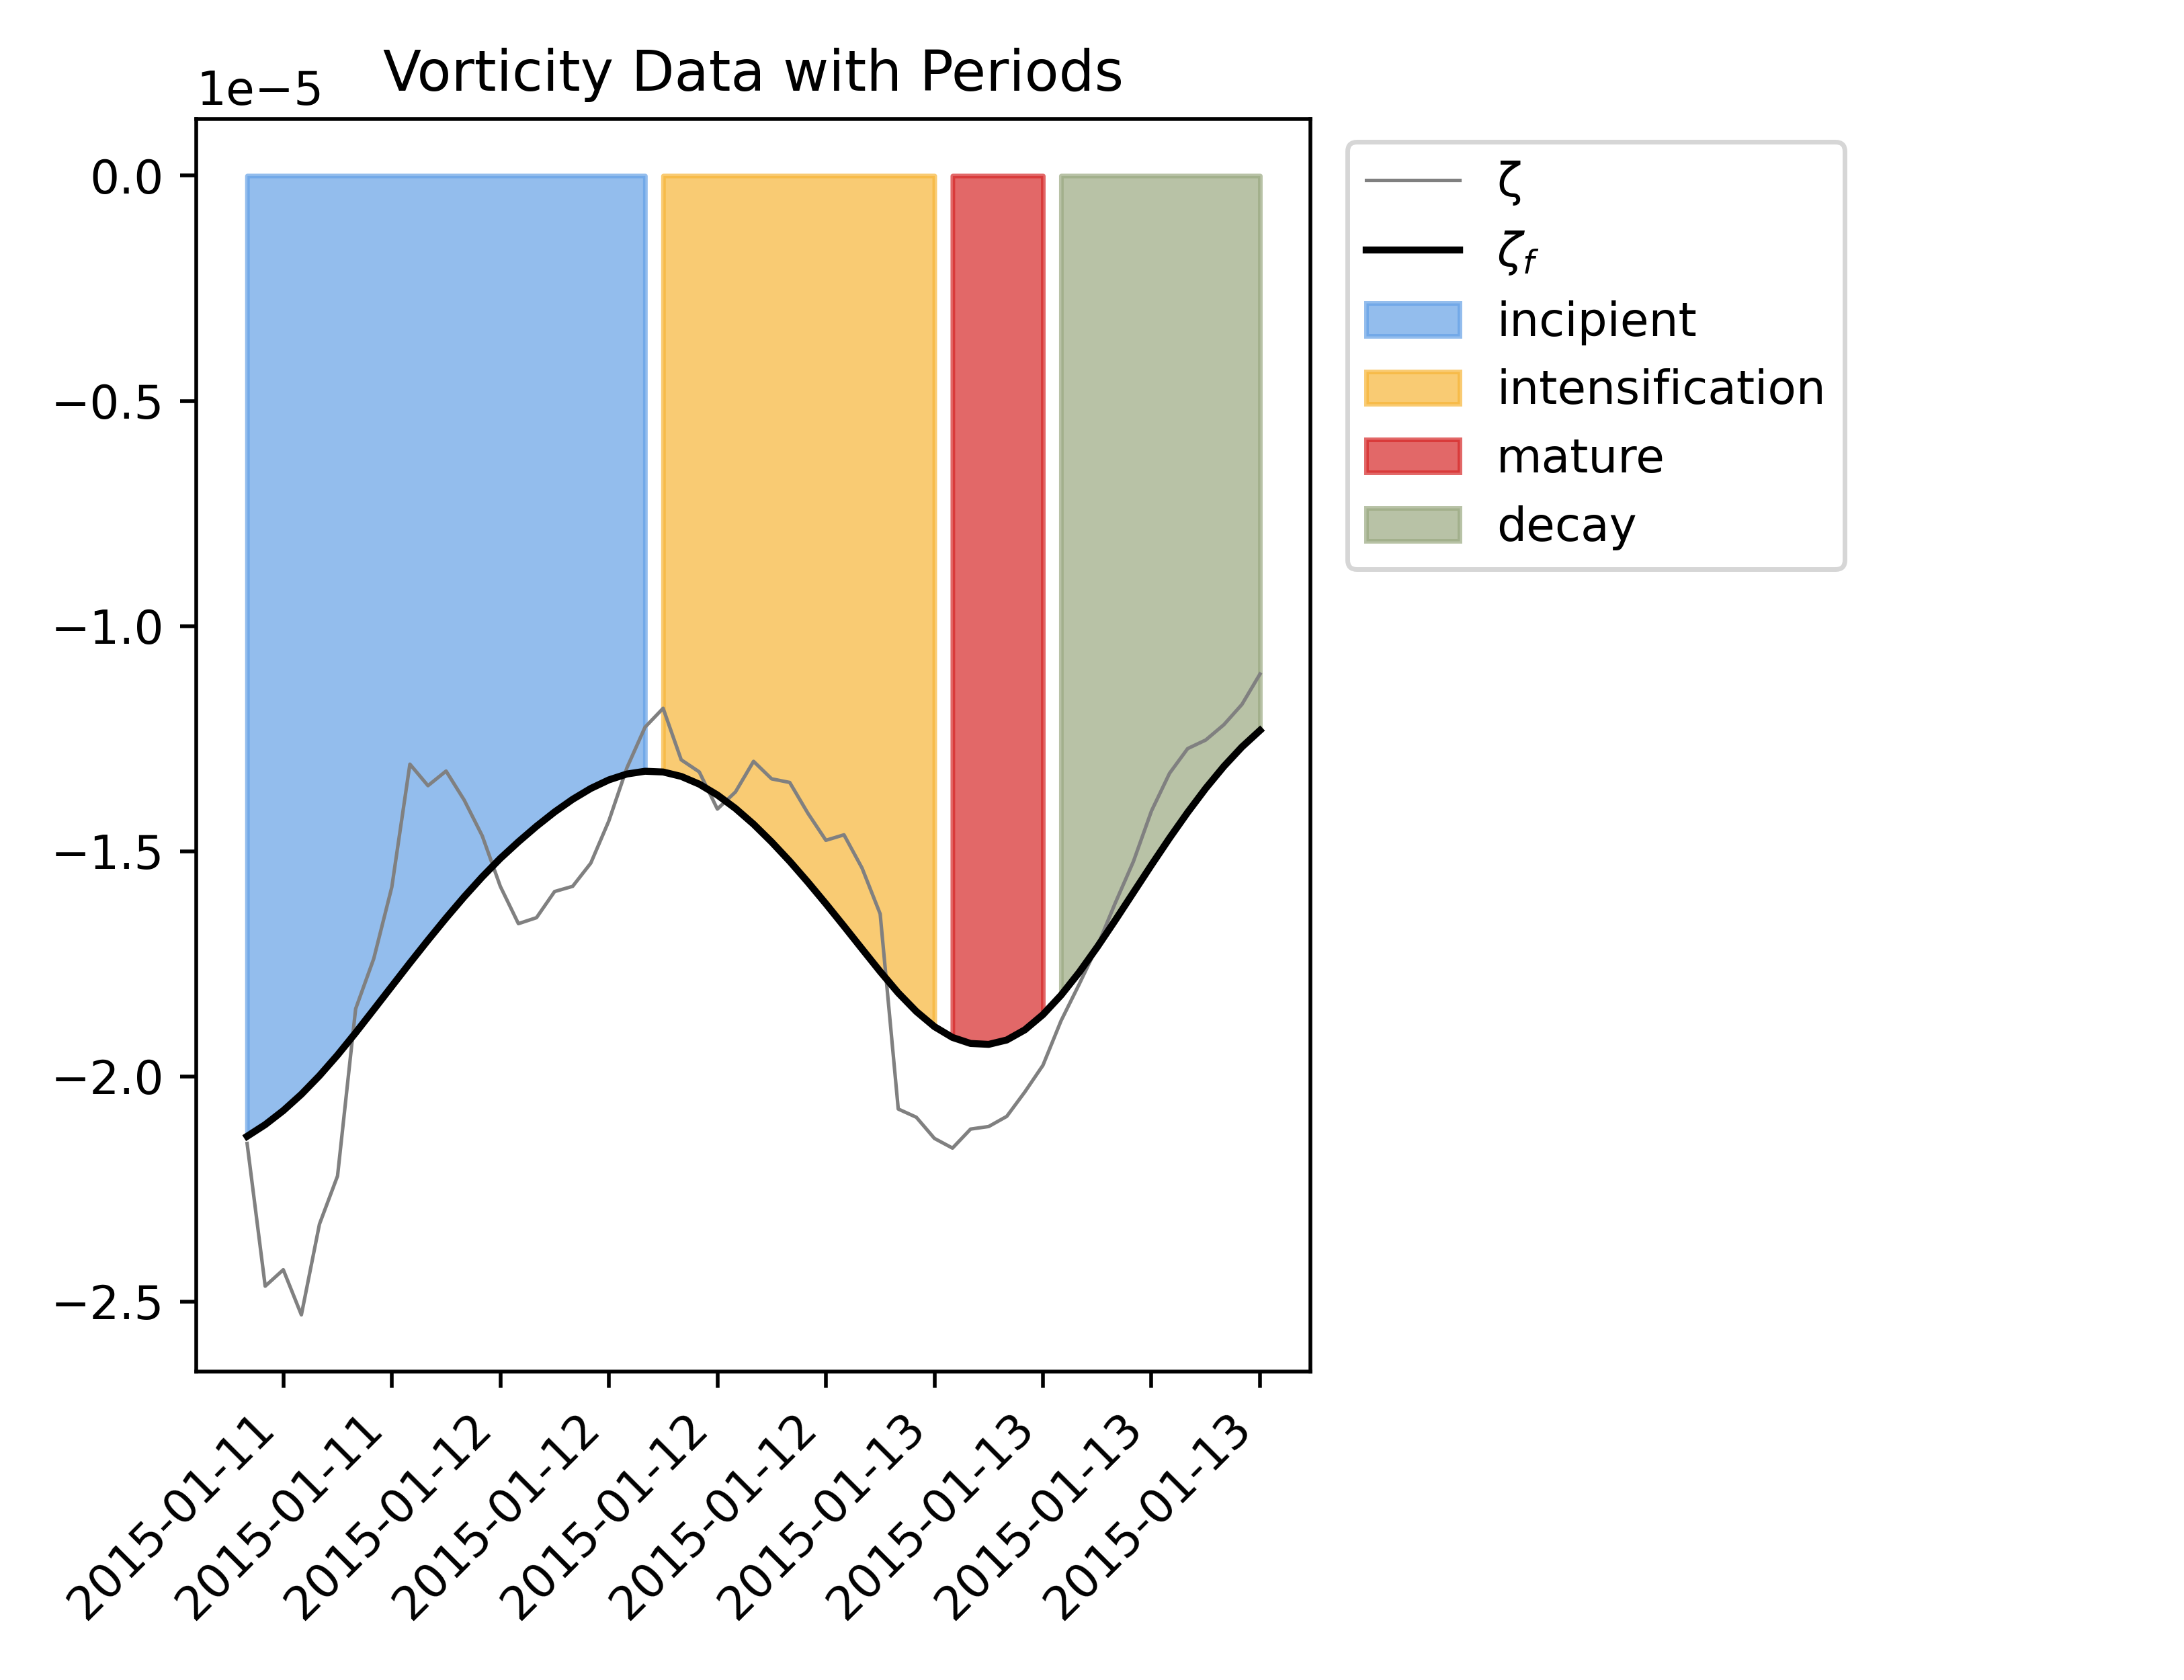 Vorticity Data with Periods
1e−5
0.0
−0.5
−1.0
−1.5
−2.0
−2.5
2015-01-11
2015-01-11
2015-01-12
2015-01-12
2015-01-12
2015-01-12
2015-01-13
2015-01-13
2015-01-13
2015-01-13
ζ
ζf
incipient
intensification
mature
decay